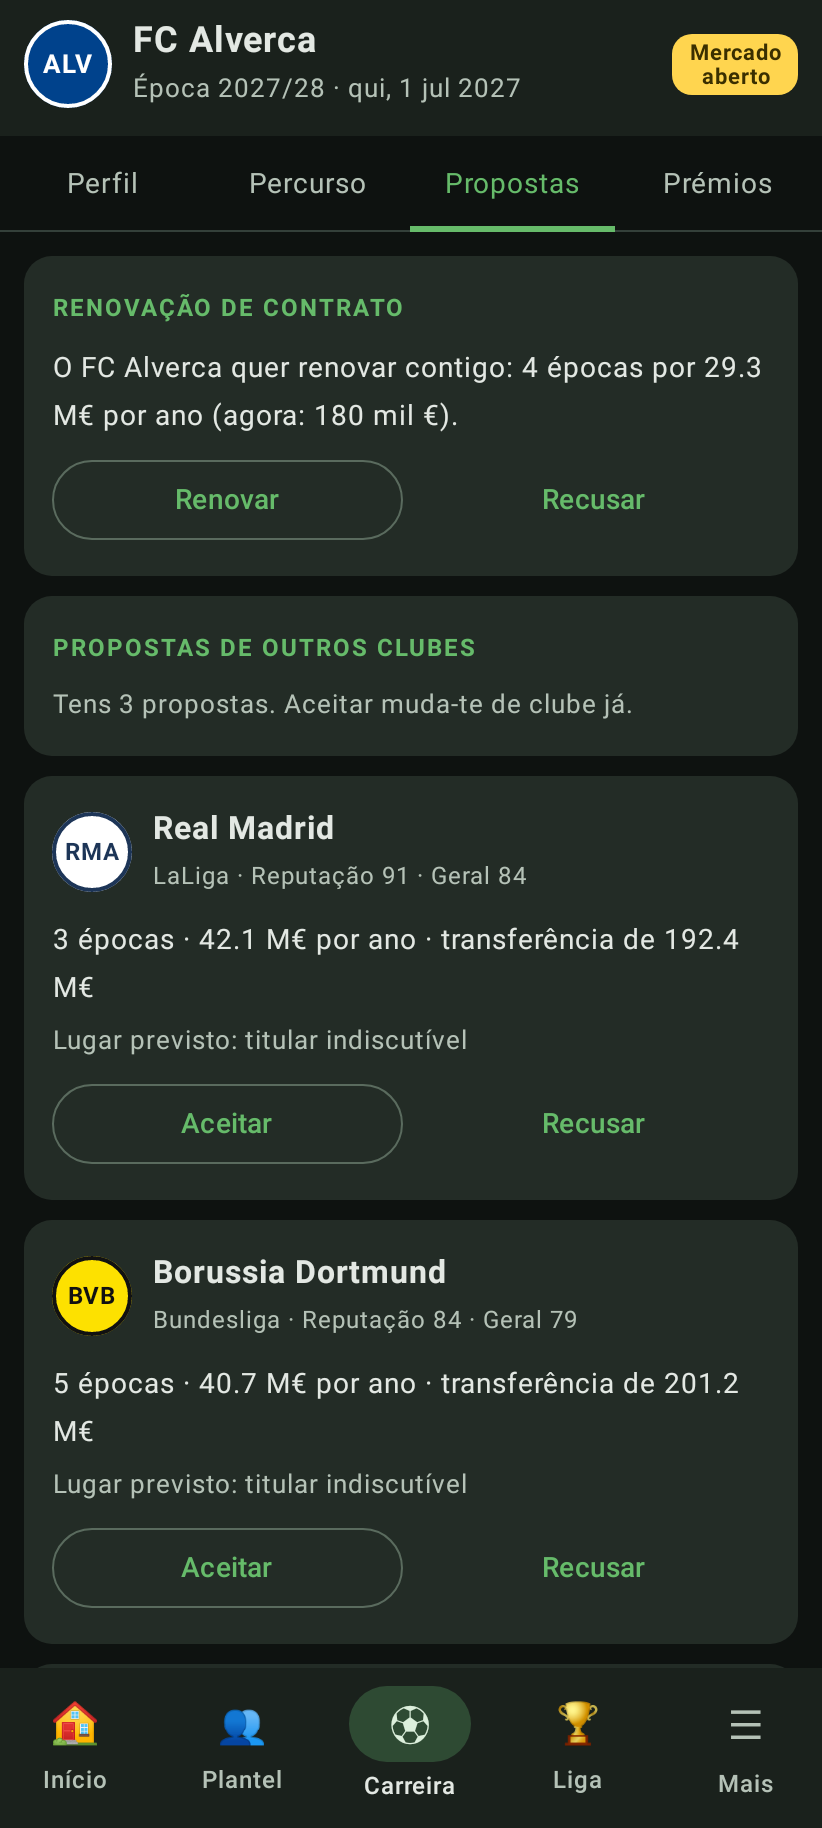 ALV
FC Alverca
Época 2027/28 · qui, 1 jul 2027
Mercado
aberto
Perfil
Percurso
Propostas
Prémios
RENOVAÇÃO DE CONTRATO
O FC Alverca quer renovar contigo: 4 épocas por 29.3
M€ por ano (agora: 180 mil €).
Renovar
Recusar
PROPOSTAS DE OUTROS CLUBES
Tens 3 propostas. Aceitar muda-te de clube já.
RMA
Real Madrid
LaLiga · Reputação 91 · Geral 84
3 épocas · 42.1 M€ por ano · transferência de 192.4
M€
Lugar previsto: titular indiscutível
Aceitar
Recusar
BVB
Borussia Dortmund
Bundesliga · Reputação 84 · Geral 79
5 épocas · 40.7 M€ por ano · transferência de 201.2
M€
Lugar previsto: titular indiscutível
Aceitar
Recusar
Início
Plantel
Carreira
Liga
Mais